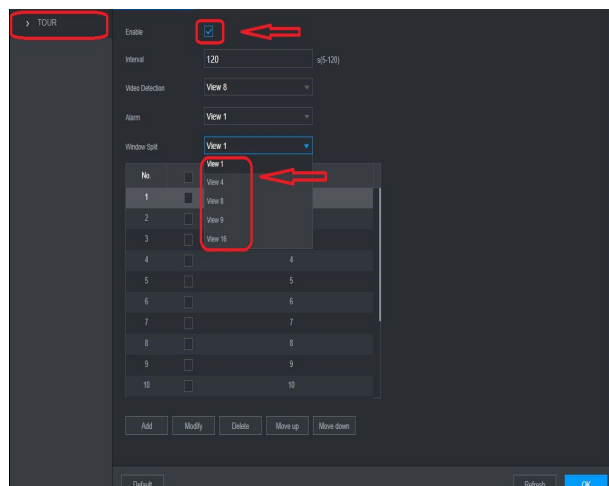 TOUR
Enable
Interval 120 s(5-120)
Video Detection View 8
Alarm View 1
Window Split View 1
View 1
View 4
View 8
View 9
View 16
No.
1
2
3
4 4
5 5
6 6
7 7
8 8
9 9
10 10
Add Modify Delete Move up Move down
Default Refresh OK